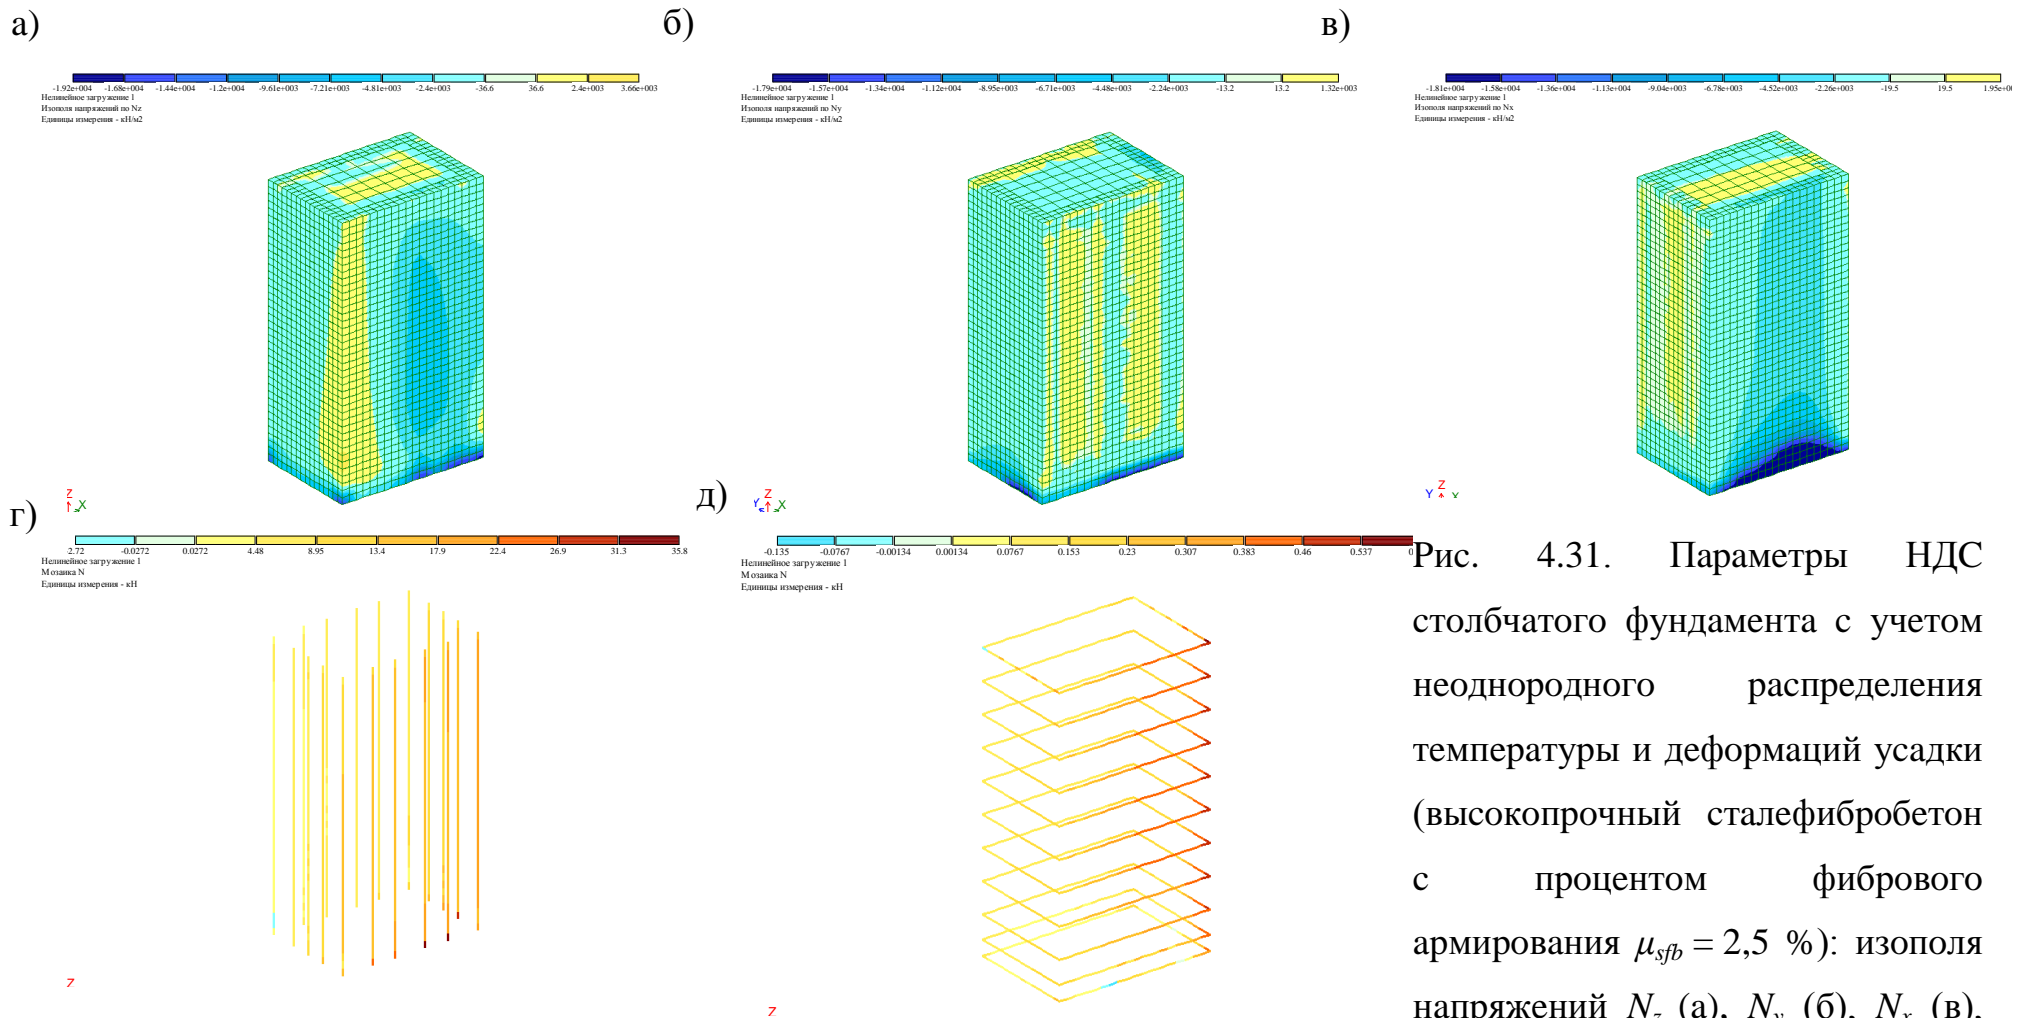 а)
-1.92e+004 -1.68e+004 -1.44e+004 -1.2e+004 -9.61e+003 -7.21e+003 -4.81e+003 -2.4e+003 -36.6 36.6 2.4e+003 3.66e+003
Нелинейное загружение 1
Изополя напряжений по Nz
Единицы измерения - кН/м2
Z
X
б)
-1.79e+004 -1.57e+004 -1.34e+004 -1.12e+004 -8.95e+003 -6.71e+003 -4.48e+003 -2.24e+003 -13.2 13.2 1.32e+003
Нелинейное загружение 1
Изополя напряжений по Ny
Единицы измерения - кН/м2
Y Z X
в)
-1.81e+004 -1.58e+004 -1.36e+004 -1.13e+004 -9.04e+003 -6.78e+003 -4.52e+003 -2.26e+003 -19.5 19.5
Нелинейное загружение 1
Изополя напряжений по Nx
Единицы измерения - кН/м2
Y Z
г)
-0.0272 0.0272 4.48 8.95 13.4 17.9 22.4 26.9 31.3 35.8
Нелинейное загружение 1
Мозаика N
Единицы измерения - кН
Z
д)
-0.135 -0.0767 -0.00134 0.00134 0.0767 0.153 0.23 0.307 0.383 0.46 0.537
Нелинейное загружение 1
Мозаика N
Единицы измерения - кН
Z
Рис. 4.31. Параметры НДС
столбчатого фундамента с учетом
неоднородного распределения
температуры и деформаций усадки
(высокопрочный сталефибробетон
с процентом фибрового
армирования μsfb = 2,5 %): изополя
напряжений Nz (а), Ny (б), Nx (в),